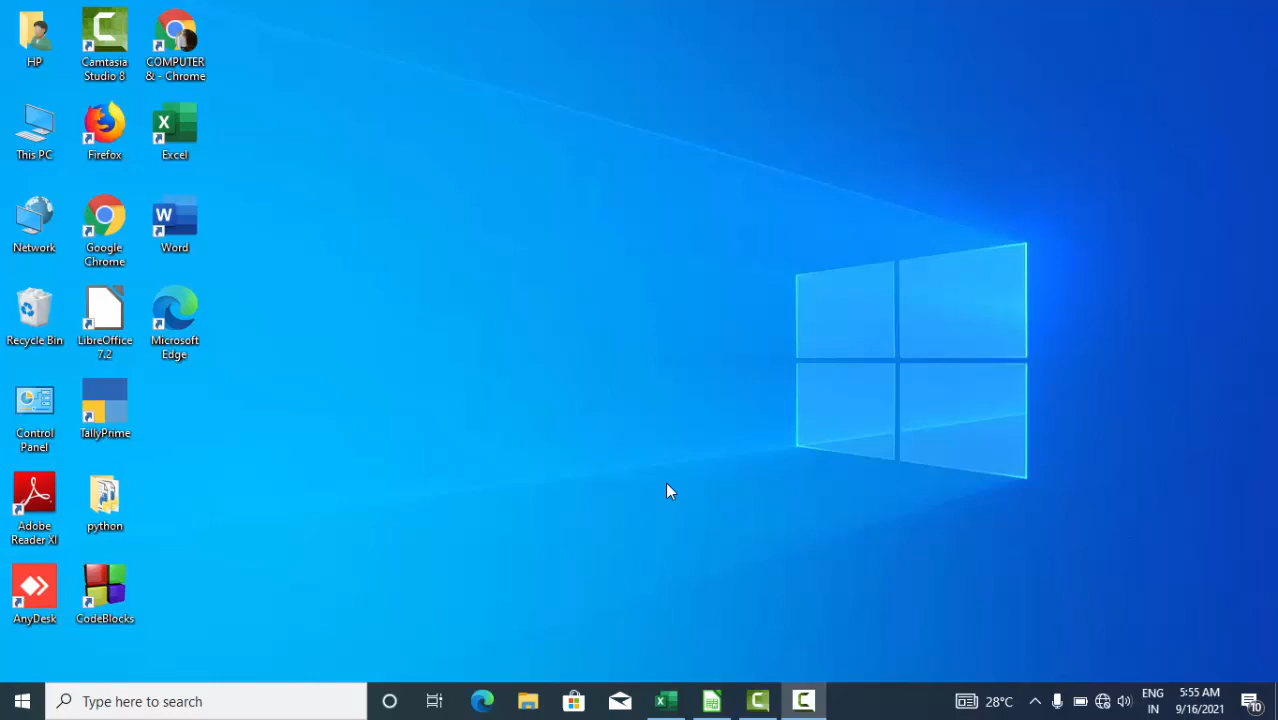 HP
Camtasia
Studio 8
COMPUTER
& - Chrome
This PC
Firefox
X
Excel
Network
Google
Chrome
W
Word
Recycle Bin
LibreOffice
7.2
Microsoft
Edge
Control
Panel
TallyPrime
Adobe
Reader XI
python
AnyDesk
CodeBlocks
Type here to search
28°C
ENG
IN
5:55 AM
9/16/2021
10